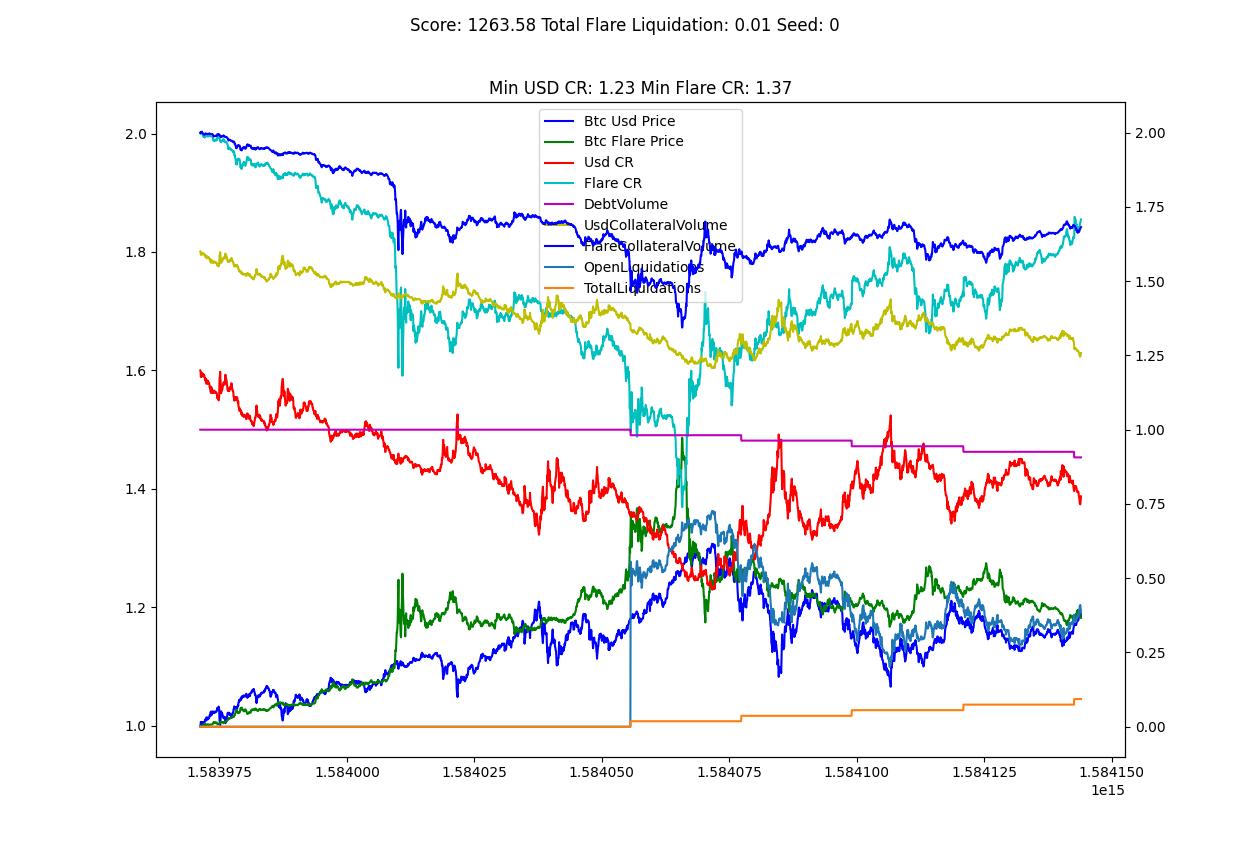 Score: 1263.58 Total Flare Liquidation: 0.01 Seed: 0
Min USD CR: 1.23 Min Flare CR: 1.37
Btc Usd Price
Btc Flare Price
Usd CR
Flare CR
DebtVolume
UsdCollateralVolume
FlareCollateralVolume
OpenLiquidations
TotalLiquidations
2.0
1.8
1.6
1.4
1.2
1.0
2.00
1.75
1.50
1.25
1.00
0.75
0.50
0.25
0.00
1.583975
1.584000
1.584025
1.584050
1.584075
1.584100
1.584125
1.584150
1e15